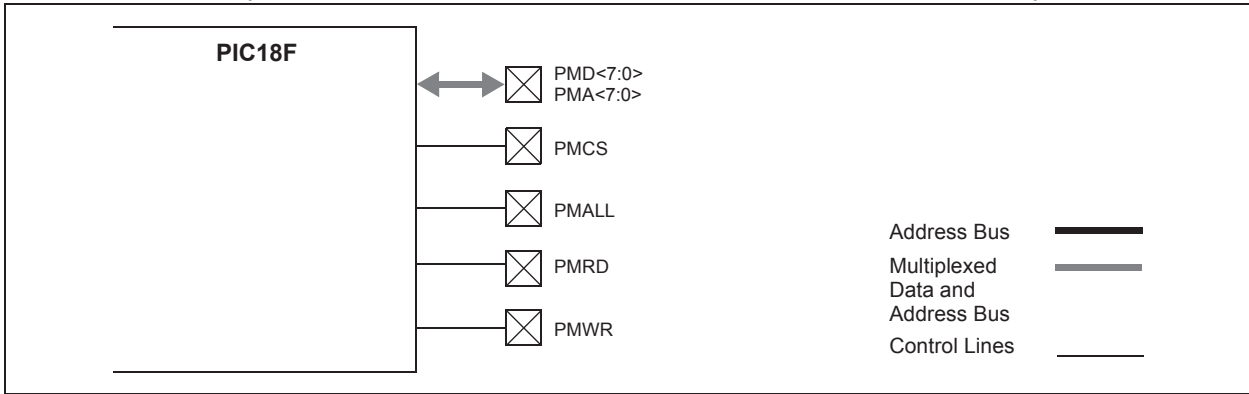 PIC18F
PMD<7:0>
PMA<7:0>
PMCS
PMALL
PMRD
PMWR
Address Bus
Multiplexed
Data and
Address Bus
Control Lines